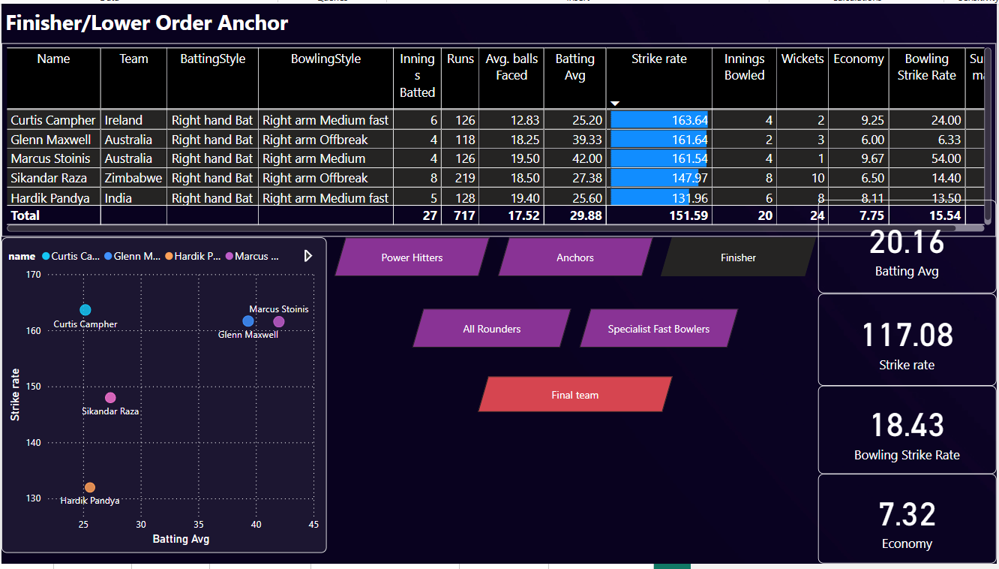 Finisher/Lower Order Anchor
Name Team BattingStyle BowlingStyle Innings Batted Runs Avg. balls Faced Batting Avg Strike rate Innings Bowled Wickets Economy Bowling Strike Rate
Curtis Campher Ireland Right hand Bat Right arm Medium fast 6 126 12.83 25.20 163.64 4 2 9.25 24.00
Glenn Maxwell Australia Right hand Bat Right arm Offbreak 4 118 18.25 39.33 161.64 2 3 6.00 6.33
Marcus Stoinis Australia Right hand Bat Right arm Medium 4 126 19.50 42.00 161.54 4 1 9.67 54.00
Sikandar Raza Zimbabwe Right hand Bat Right arm Offbreak 8 219 18.50 27.38 147.97 8 10 6.50 14.40
Hardik Pandya India Right hand Bat Right arm Medium fast 5 128 19.40 25.60 131.96 6 8 8.11 13.50
Total 27 717 17.52 29.88 151.59 20 24 7.75 15.54
name Curtis Ca... Glenn M... Hardik P... Marcus ...
170
160
150
140
130
Strike rate
Curtis Campher
Marcus Stoinis
Glenn Maxwell
Sikandar Raza
Hardik Pandya
25 30 35 40 45
Batting Avg
Power Hitters
Anchors
Finisher
All Rounders
Specialist Fast Bowlers
Final team
20.16
Batting Avg
117.08
Strike rate
18.43
Bowling Strike Rate
7.32
Economy